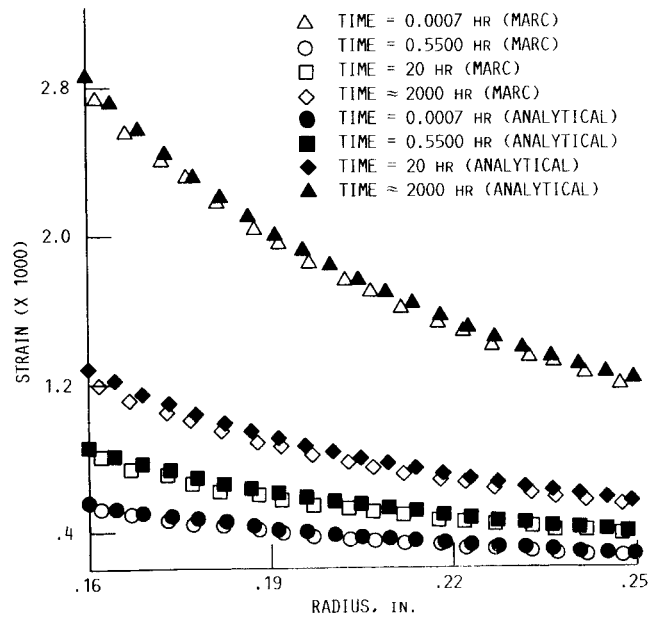 TIME = 0.0007 HR (MARC)
TIME = 0.5500 HR (MARC)
TIME = 20 HR (MARC)
TIME ≈ 2000 HR (MARC)
TIME = 0.0007 HR (ANALYTICAL)
TIME = 0.5500 HR (ANALYTICAL)
TIME = 20 HR (ANALYTICAL)
TIME ≈ 2000 HR (ANALYTICAL)
STRAIN (X 1000)
2.8
2.0
1.2
.4
.16
.19
.22
.25
RADIUS, IN.